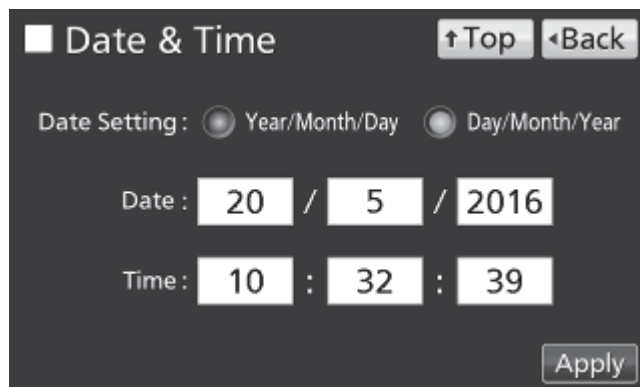 Date & Time
↑Top ◂Back
Date Setting: Year/Month/Day Day/Month/Year
Date : 20 / 5 / 2016
Time : 10 : 32 : 39
Apply